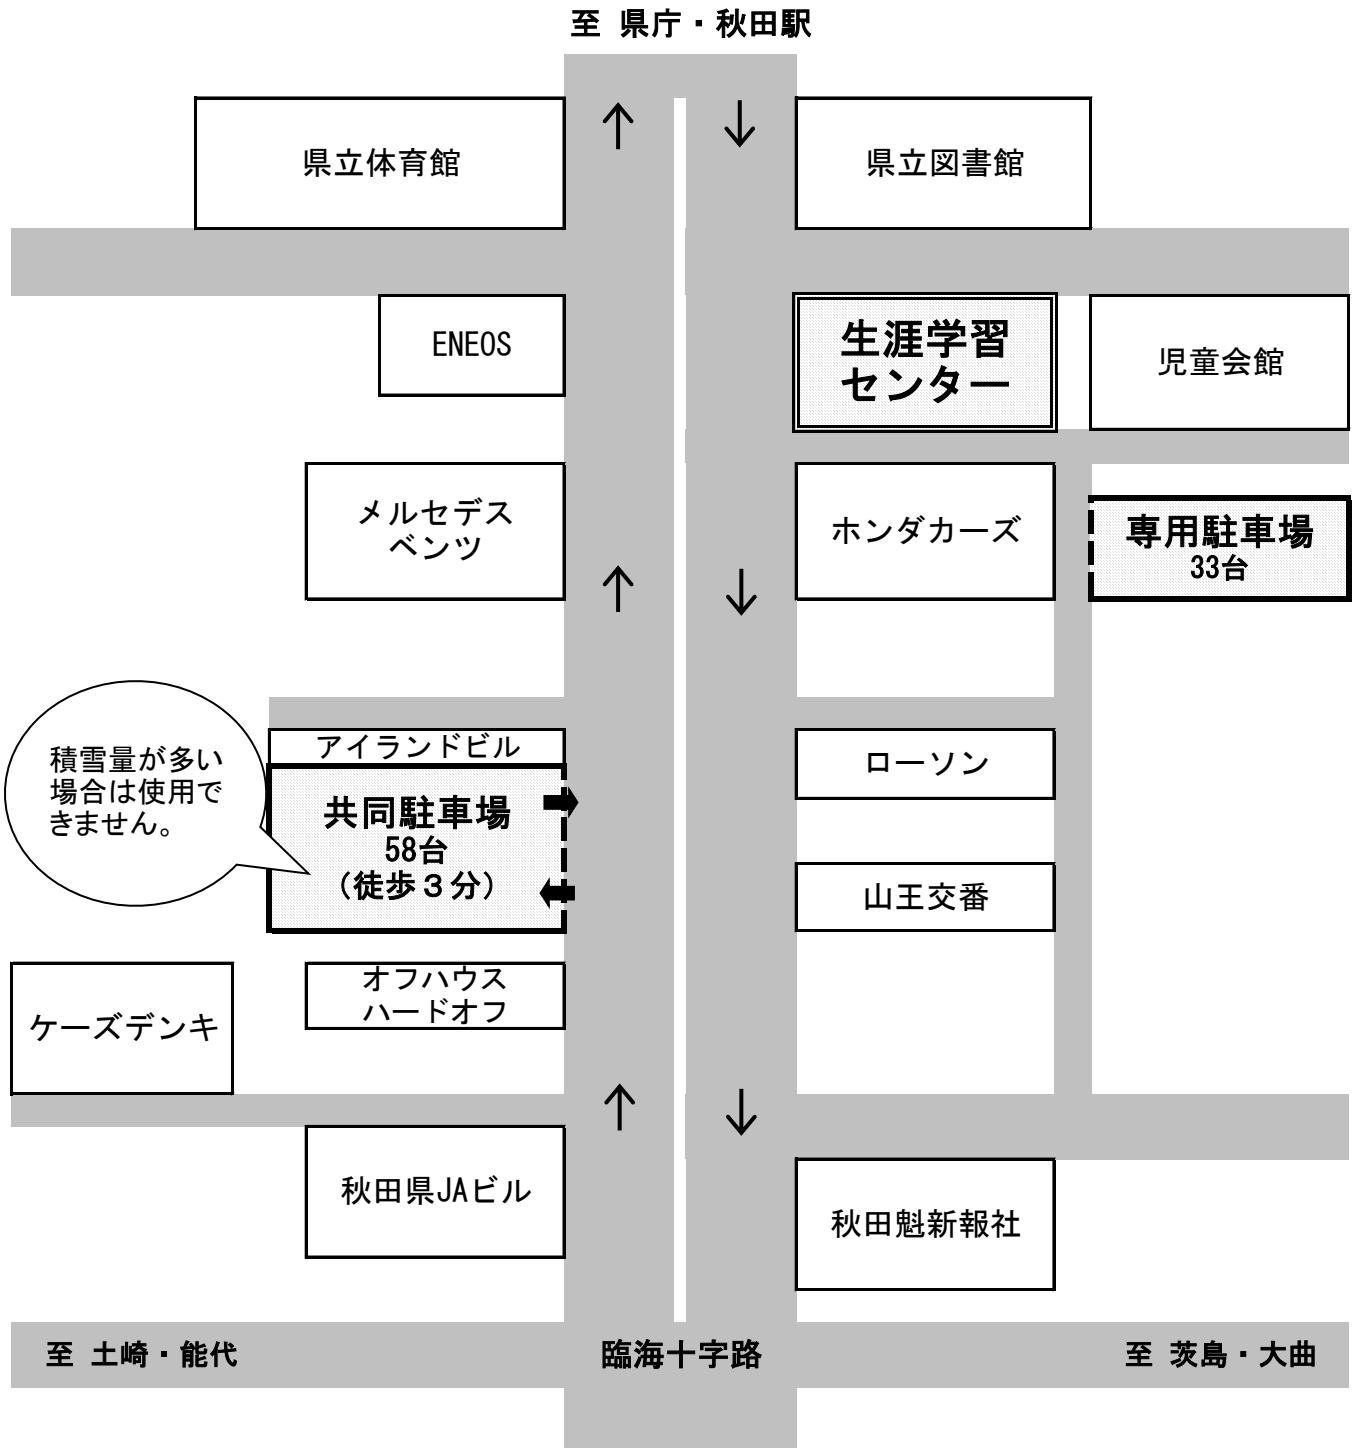 至 県庁・秋田駅
県立体育館
県立図書館
ENEOS
生涯学習
センター
児童会館
メルセデス
ベンツ
ホンダカーズ
専用駐車場
33台
積雪量が多い
場合は使用で
きません。
アイランドビル
共同駐車場
58台
（徒歩３分）
ローソン
山王交番
ケーズデンキ
オフハウス
ハードオフ
秋田県JAビル
秋田魁新報社
至 土崎・能代
臨海十字路
至 茨島・大曲